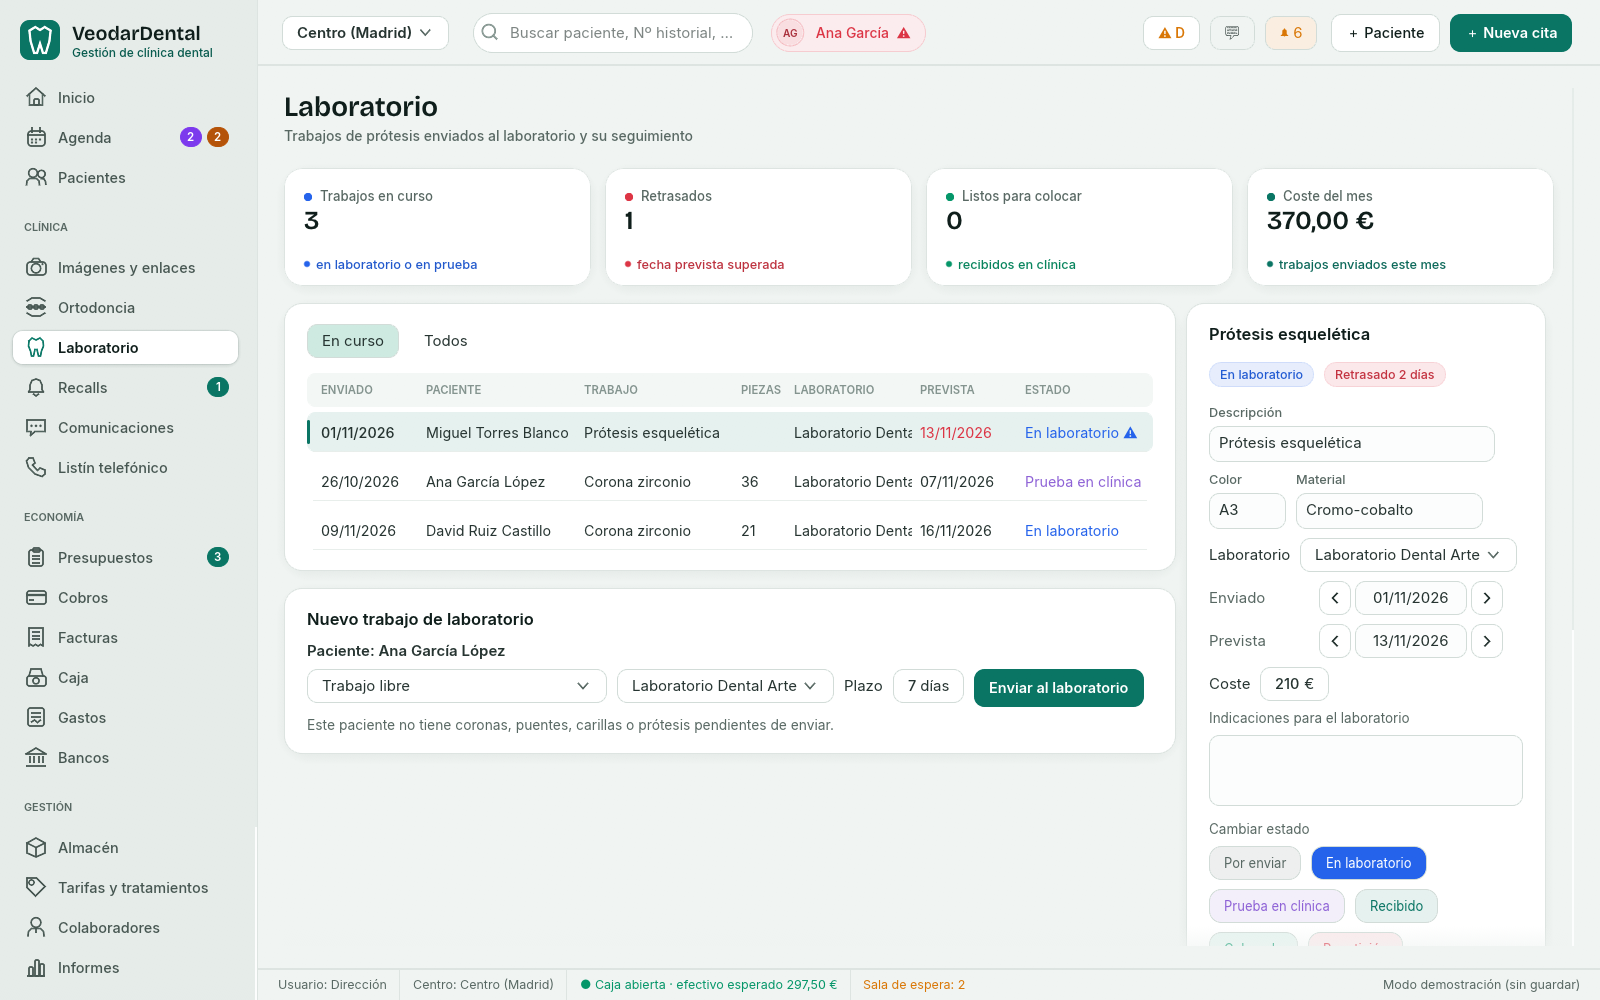 VeodarDental
Gestión de clínica dental
Inicio
Agenda 2 2
Pacientes
CLÍNICA
Imágenes y enlaces
Ortodoncia
Laboratorio
Recalls 1
Comunicaciones
Listín telefónico
ECONOMÍA
Presupuestos 3
Cobros
Facturas
Caja
Gastos
Bancos
GESTIÓN
Almacén
Tarifas y tratamientos
Colaboradores
Informes
Centro (Madrid)
Buscar paciente, Nº historial, ...
AG Ana García
D
6
+ Paciente
+ Nueva cita
Laboratorio
Trabajos de prótesis enviados al laboratorio y su seguimiento
Trabajos en curso
3
en laboratorio o en prueba
Retrasados
1
fecha prevista superada
Listos para colocar
0
recibidos en clínica
Coste del mes
370,00 €
trabajos enviados este mes
En curso Todos
ENVIADO PACIENTE TRABAJO PIEZAS LABORATORIO PREVISTA ESTADO
01/11/2026 Miguel Torres Blanco Prótesis esquelética Laboratorio Denta 13/11/2026 En laboratorio
26/10/2026 Ana García López Corona zirconio 36 Laboratorio Denta 07/11/2026 Prueba en clínica
09/11/2026 David Ruiz Castillo Corona zirconio 21 Laboratorio Denta 16/11/2026 En laboratorio
Nuevo trabajo de laboratorio
Paciente: Ana García López
Trabajo libre Laboratorio Dental Arte Plazo 7 días Enviar al laboratorio
Este paciente no tiene coronas, puentes, carillas o prótesis pendientes de enviar.
Prótesis esquelética
En laboratorio Retrasado 2 días
Descripción
Prótesis esquelética
Color Material
A3 Cromo-cobalto
Laboratorio Laboratorio Dental Arte
Enviado 01/11/2026
Prevista 13/11/2026
Coste 210 €
Indicaciones para el laboratorio
Cambiar estado
Por enviar En laboratorio
Prueba en clínica Recibido
Usuario: Dirección
Centro: Centro (Madrid)
Caja abierta · efectivo esperado 297,50 €
Sala de espera: 2
Modo demostración (sin guardar)